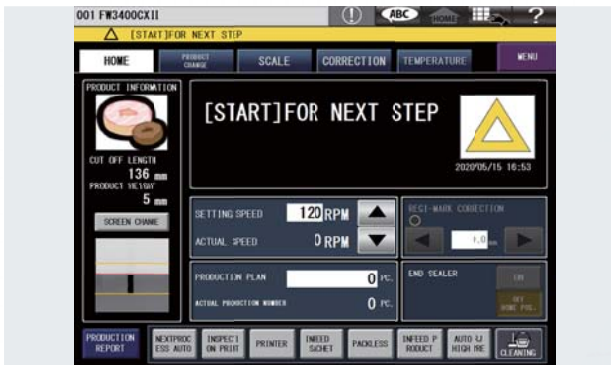 001 FW3400CXII
ABC HOME ?
[START]FOR NEXT STEP
HOME PRODUCT CHANGE SCALE CORRECTION TEMPERATURE MENU
PRODUCT INFORMATION
[START]FOR NEXT STEP
CUT OFF LENGTH
136 mm
PRODUCT HEIGHT
5 mm
2020/05/15 16:53
SCREEN CHANGE
SETTING SPEED 120 RPM
ACTUAL SPEED 0 RPM
REGI-MARK CORRECTION
mm
PRODUCTION PLAN 0 PC.
ACTUAL PRODUCTION NUMBER 0 PC.
END SEALER
ON
OFF
HOME POS.
PRODUCTION REPORT
NEXTPROCESS AUTO
INSPECTION PRINT
PRINTER
INFEED
PACKLESS
INFEED PRODUCT
AUTO
CLEANING